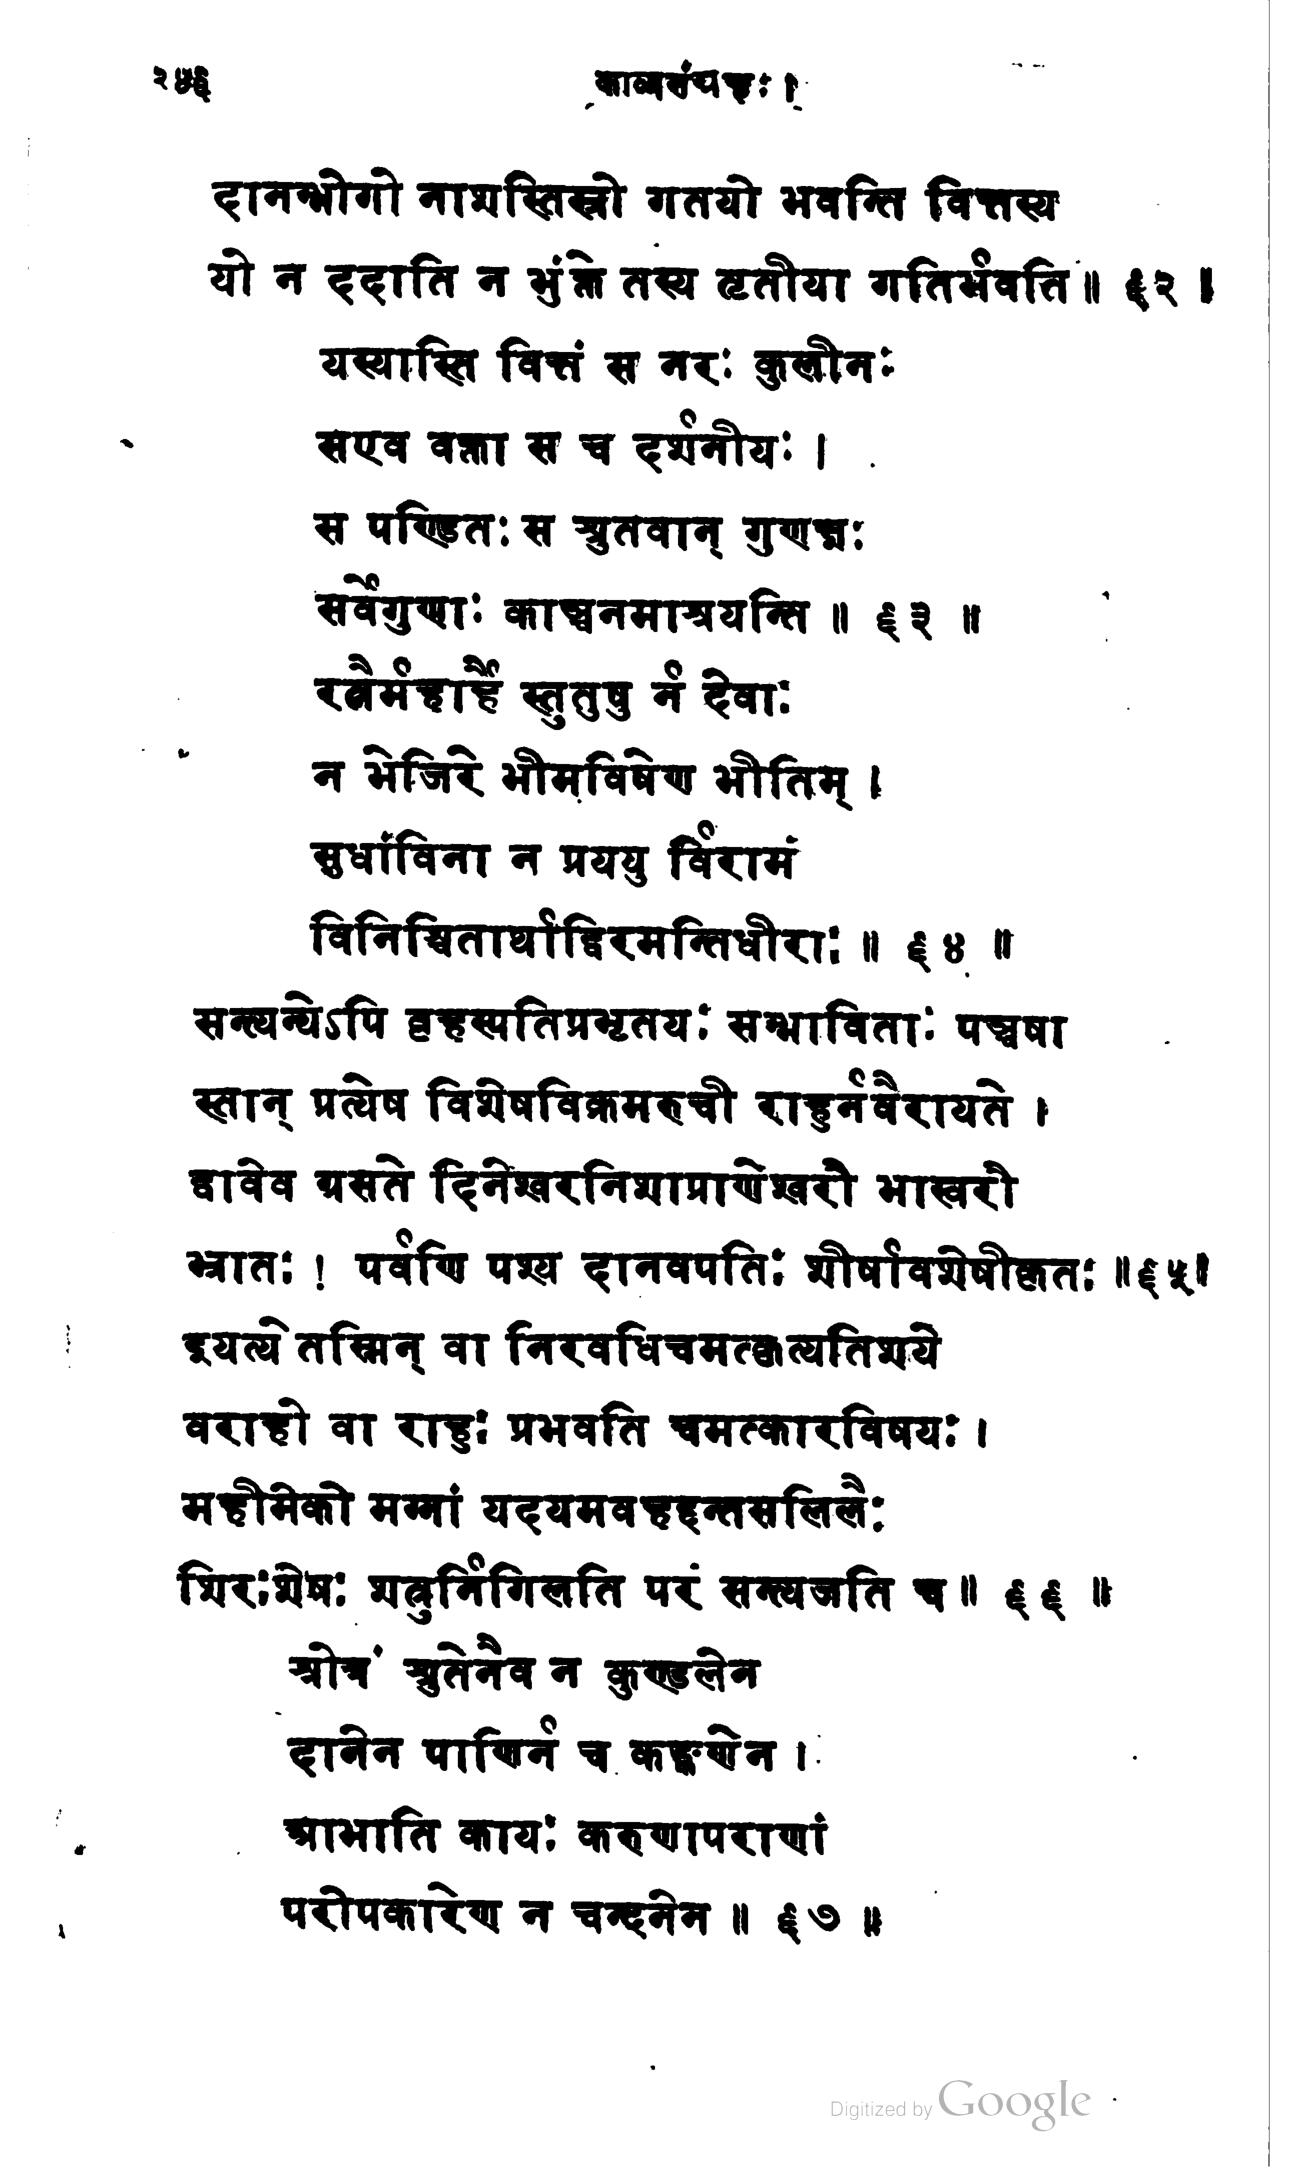 २५६
काव्यसंग्रहः।
दानम्भोगो नाशस्तिस्रो गतयो भवन्ति वित्तस्य
यो न ददाति न भुंक्ते तस्य तृतीया गतिर्भवति॥ ६२ ॥
यस्यास्ति वित्तं स नरः कुलीनः
सएव वक्ता स च दर्शनीयः।
स पण्डितः स श्रुतवान् गुणज्ञः
सर्वेगुणाः काञ्चनमाश्रयन्ति॥ ६३ ॥
रत्नैर्महार्है स्तुतुषु र्न देवाः
न भेजिरे भीमविषेण भीतिम्।
सुधांविना न प्रययु र्विरामं
विनिश्चितार्थाद्विरमन्तिधीराः॥ ६४ ॥
सन्त्यन्येऽपि वृहस्पतिप्रभृतयः सम्भाविताः पञ्चषा
स्तान् प्रत्येष विशेषविक्रमरुची राहुर्नवैरायते।
द्वावेव ग्रसते दिनेश्वरनिशाप्राणेश्वरौ भास्वरौ
भ्रातः! पर्वणि पश्य दानवपतिः शीर्षावशेषीकृतः॥६५॥
इयत्ये तस्मिन् वा निरवधिचमत्कृत्यतिशये
वराहो वा राहुः प्रभवति चमत्कारविषयः।
महीमेको मग्नां यदयमवहद्दन्तसलिलैः
शिरःशेषः शत्रुर्निगिलति परं सन्त्यजति च॥ ६६ ॥
श्रोत्रं श्रुतेनैव न कुण्डलेन
दानेन पाणिर्न च कङ्कणेन।
आभाति कायः करुणापराणां
परोपकारेण न चन्दनेन॥ ६७ ॥
Digitized by Google